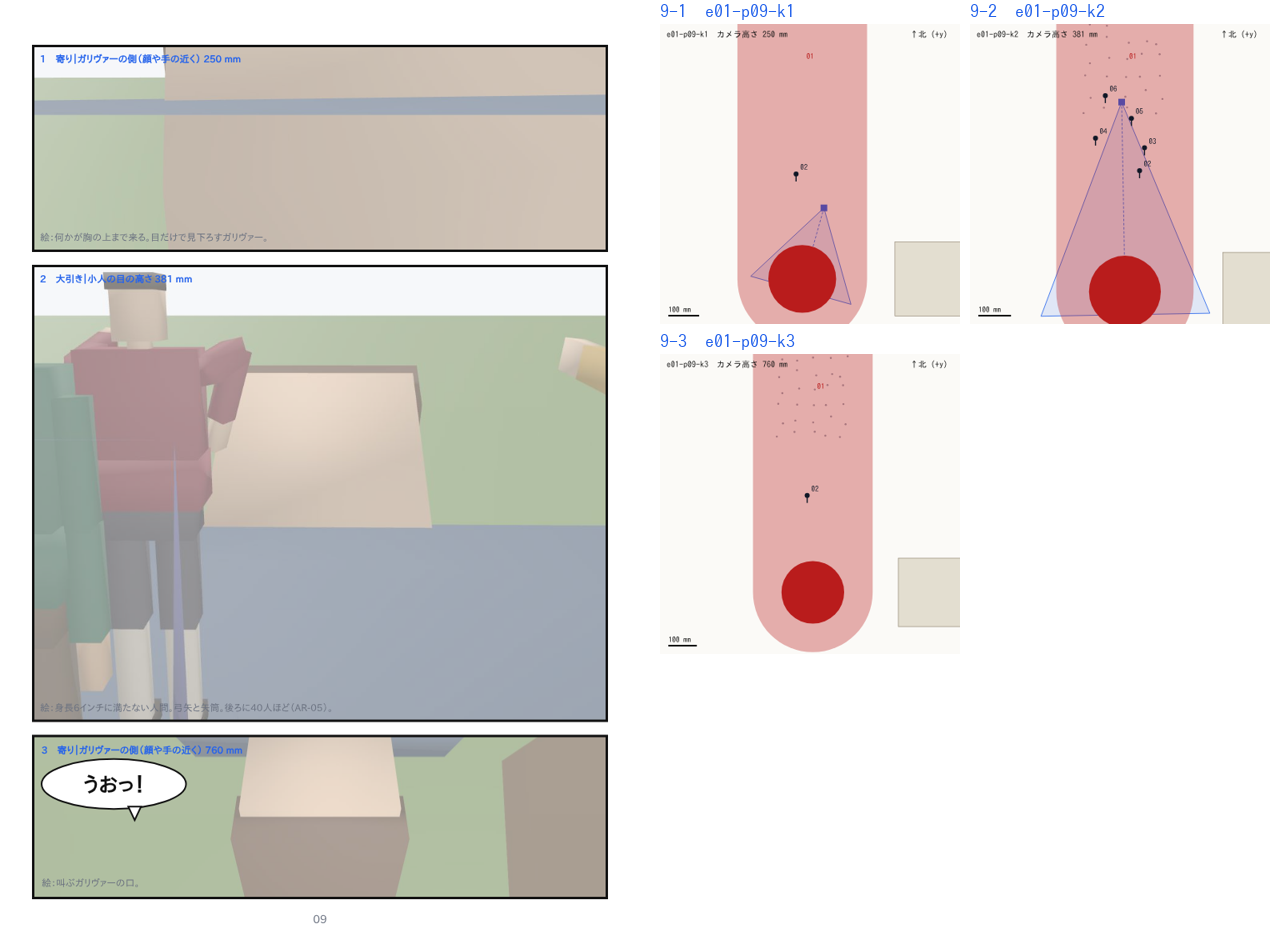 1 寄り|ガリヴァーの側(顔や手の近く) 250 mm
絵:何かが胸の上まで来る。目だけで見下ろすガリヴァー。
2 大引き|小人の目の高さ 381 mm
絵:身長6インチに満たない人間。弓矢と矢筒。後ろに40人ほど(AR-05)。
3 寄り|ガリヴァーの側(顔や手の近く) 760 mm
うおっ!
絵:叫ぶガリヴァーの口。
09
9-1 e01-p09-k1
e01-p09-k1 カメラ高さ 250 mm
↑北 (+y)
01
02
100 mm
9-2 e01-p09-k2
e01-p09-k2 カメラ高さ 381 mm
↑北 (+y)
01
06
05
04
03
02
100 mm
9-3 e01-p09-k3
e01-p09-k3 カメラ高さ 760 mm
↑北 (+y)
01
02
100 mm